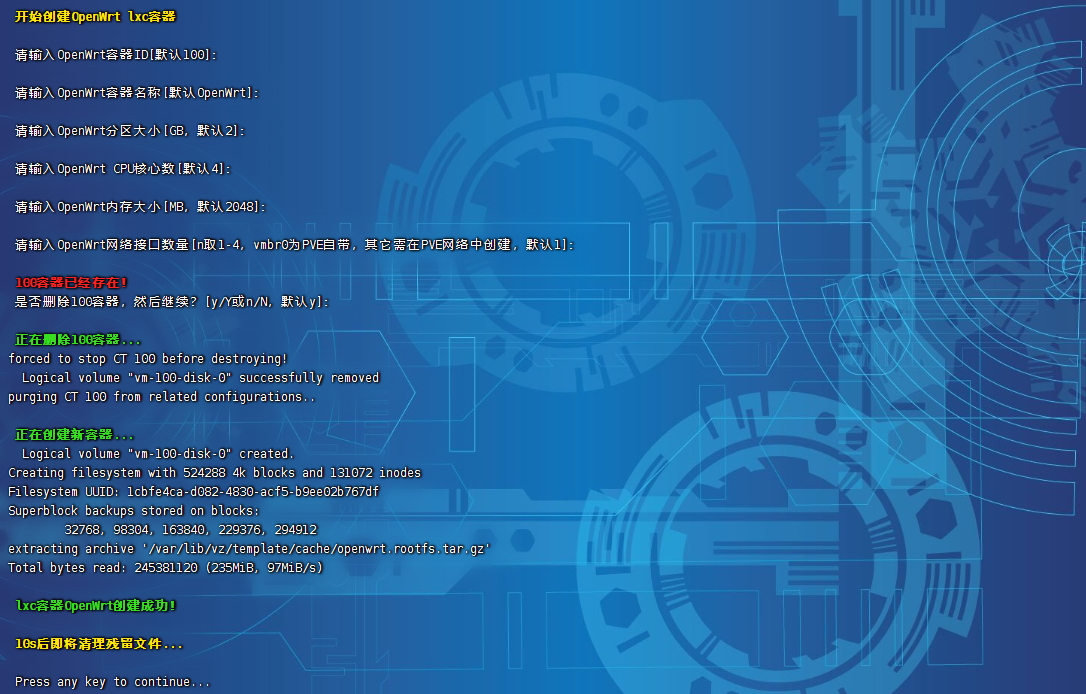 开始创建OpenWrt lxc容器
请输入OpenWrt容器ID[默认100]:
请输入OpenWrt容器名称[默认OpenWrt]:
请输入OpenWrt分区大小[GB, 默认2]:
请输入OpenWrt CPU核心数[默认4]:
请输入OpenWrt内存大小[MB, 默认2048]:
请输入OpenWrt网络接口数量[n取1-4, vmbr0为PVE自带, 其它需在PVE网络中创建, 默认1]:
100容器已经存在!
是否删除100容器, 然后继续? [y/Y或n/N, 默认y]:
正在删除100容器...
forced to stop CT 100 before destroying!
Logical volume "vm-100-disk-0" successfully removed
purging CT 100 from related configurations..
正在创建新容器...
Logical volume "vm-100-disk-0" created.
Creating filesystem with 524288 4k blocks and 131072 inodes
Filesystem UUID: 1cbfe4ca-d082-4830-acf5-b9ee02b767df
Superblock backups stored on blocks:
32768, 98304, 163840, 229376, 294912
extracting archive '/var/lib/vz/template/cache/openwrt.rootfs.tar.gz'
Total bytes read: 245381120 (235MiB, 97MiB/s)
lxc容器OpenWrt创建成功!
10s后即将清理残留文件...
Press any key to continue...